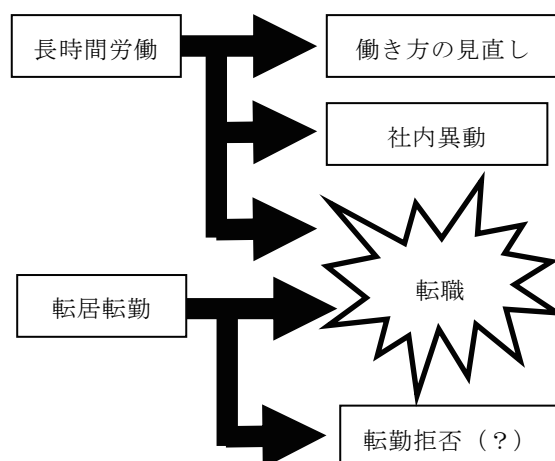 長時間労働
働き方の見直し
社内異動
転職
転居転勤
転勤拒否（？）